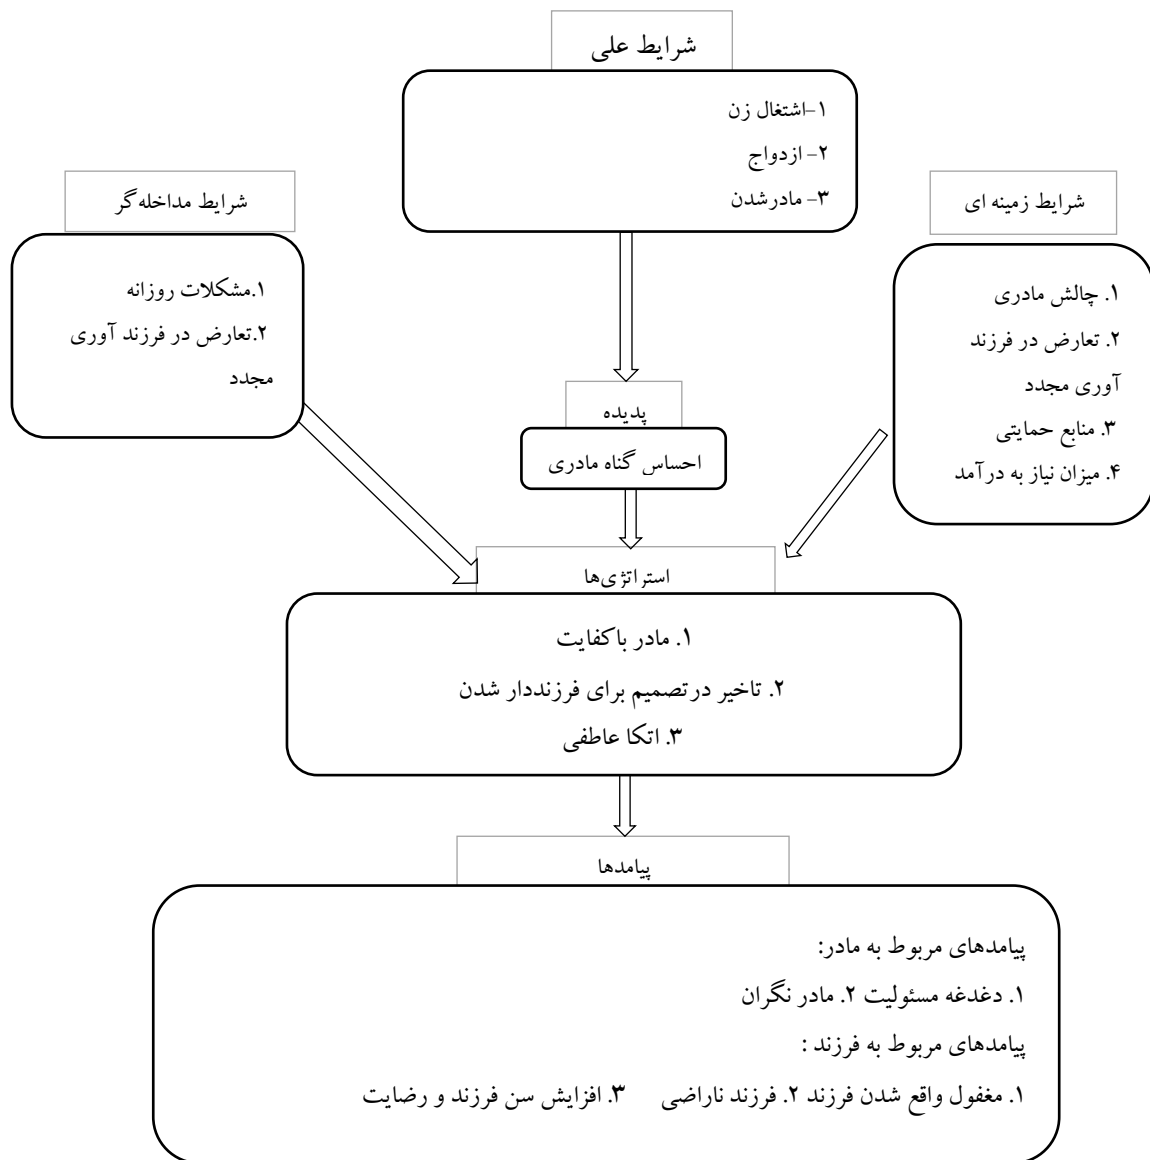 شرایط علی
۱-اشتغال زن
۲- ازدواج
۳- مادرشدن
شرایط زمینه ای
۱. چالش مادری
۲. تعارض در فرزند
آوری مجدد
۳. منابع حمایتی
۴. میزان نیاز به درآمد
شرایط مداخله‌گر
۱.مشکلات روزانه
۲.تعارض در فرزند آوری
مجدد
پدیده
احساس گناه مادری
استراتژی‌ها
۱. مادر باکفایت
۲. تاخیر درتصمیم برای فرزنددار شدن
۳. اتکا عاطفی
پیامدها
پیامدهای مربوط به مادر:
۱. دغدغه مسئولیت ۲. مادر نگران
پیامدهای مربوط به فرزند :
۱. مغفول واقع شدن فرزند ۲. فرزند ناراضی ۳. افزایش سن فرزند و رضایت